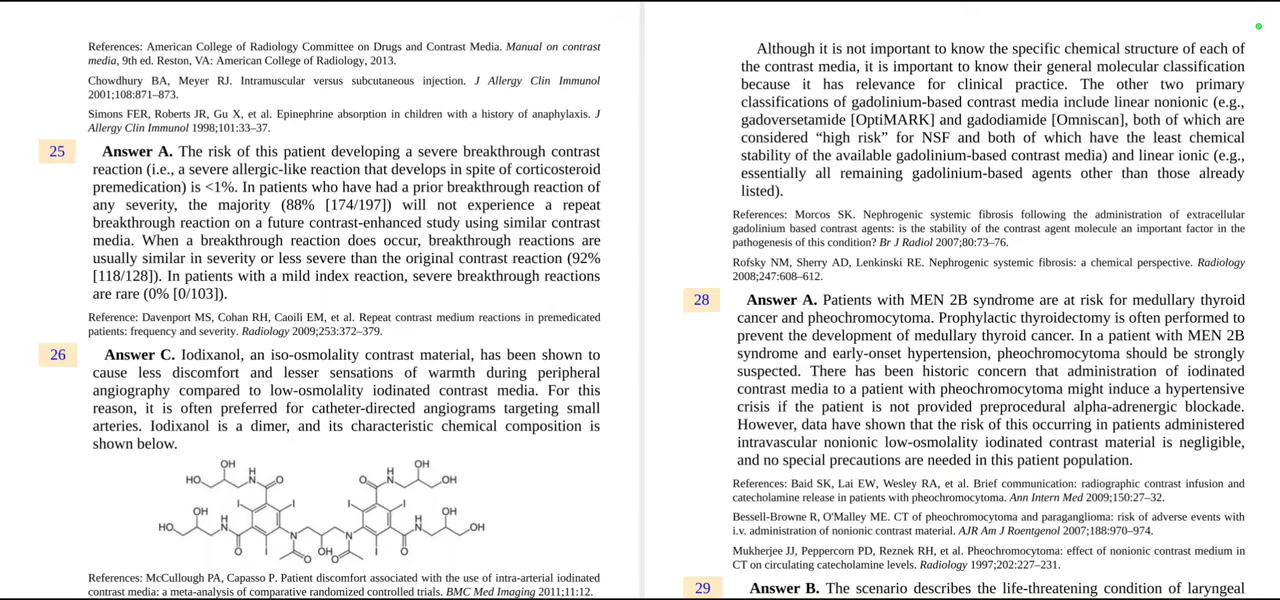 References: American College of Radiology Committee on Drugs and Contrast Media. Manual on contrast
media, 9th ed. Reston, VA: American College of Radiology, 2013.
Chowdhury BA, Meyer RJ. Intramuscular versus subcutaneous injection. J Allergy Clin Immunol
2001;108:871–873.
Simons FER, Roberts JR, Gu X, et al. Epinephrine absorption in children with a history of anaphylaxis. J
Allergy Clin Immunol 1998;101:33–37.
25 Answer A. The risk of this patient developing a severe breakthrough contrast
reaction (i.e., a severe allergic-like reaction that develops in spite of corticosteroid
premedication) is <1%. In patients who have had a prior breakthrough reaction of
any severity, the majority (88% [174/197]) will not experience a repeat
breakthrough reaction on a future contrast-enhanced study using similar contrast
media. When a breakthrough reaction does occur, breakthrough reactions are
usually similar in severity or less severe than the original contrast reaction (92%
[118/128]). In patients with a mild index reaction, severe breakthrough reactions
are rare (0% [0/103]).
Reference: Davenport MS, Cohan RH, Caoili EM, et al. Repeat contrast medium reactions in premedicated
patients: frequency and severity. Radiology 2009;253:372–379.
26 Answer C. Iodixanol, an iso-osmolality contrast material, has been shown to
cause less discomfort and lesser sensations of warmth during peripheral
angiography compared to low-osmolality iodinated contrast media. For this
reason, it is often preferred for catheter-directed angiograms targeting small
arteries. Iodixanol is a dimer, and its characteristic chemical composition is
shown below.
OH OH
HO H N O O H N OH
I I I I
OH H N H N OH
HO N N OH
O I OH I O
O O
References: McCullough PA, Capasso P. Patient discomfort associated with the use of intra-arterial iodinated
contrast media: a meta-analysis of comparative randomized controlled trials. BMC Med Imaging 2011;11:12.
Although it is not important to know the specific chemical structure of each of
the contrast media, it is important to know their general molecular classification
because it has relevance for clinical practice. The other two primary
classifications of gadolinium-based contrast media include linear nonionic (e.g.,
gadoversetamide [OptiMARK] and gadodiamide [Omniscan], both of which are
considered “high risk” for NSF and both of which have the least chemical
stability of the available gadolinium-based contrast media) and linear ionic (e.g.,
essentially all remaining gadolinium-based agents other than those already
listed).
References: Morcos SK. Nephrogenic systemic fibrosis following the administration of extracellular
gadolinium based contrast agents: is the stability of the contrast agent molecule an important factor in the
pathogenesis of this condition? Br J Radiol 2007;80:73–76.
Rofsky NM, Sherry AD, Lenkinski RE. Nephrogenic systemic fibrosis: a chemical perspective. Radiology
2008;247:608–612.
28 Answer A. Patients with MEN 2B syndrome are at risk for medullary thyroid
cancer and pheochromocytoma. Prophylactic thyroidectomy is often performed to
prevent the development of medullary thyroid cancer. In a patient with MEN 2B
syndrome and early-onset hypertension, pheochromocytoma should be strongly
suspected. There has been historic concern that administration of iodinated
contrast media to a patient with pheochromocytoma might induce a hypertensive
crisis if the patient is not provided preprocedural alpha-adrenergic blockade.
However, data have shown that the risk of this occurring in patients administered
intravascular nonionic low-osmolality iodinated contrast material is negligible,
and no special precautions are needed in this patient population.
References: Baid SK, Lai EW, Wesley RA, et al. Brief communication: radiographic contrast infusion and
catecholamine release in patients with pheochromocytoma. Ann Intern Med 2009;150:27–32.
Bessell-Browne R, O'Malley ME. CT of pheochromocytoma and paraganglioma: risk of adverse events with
i.v. administration of nonionic contrast material. AJR Am J Roentgenol 2007;188:970–974.
Mukherjee JJ, Peppercorn PD, Reznek RH, et al. Pheochromocytoma: effect of nonionic contrast medium in
CT on circulating catecholamine levels. Radiology 1997;202:227–231.
29 Answer B. The scenario describes the life-threatening condition of laryngeal